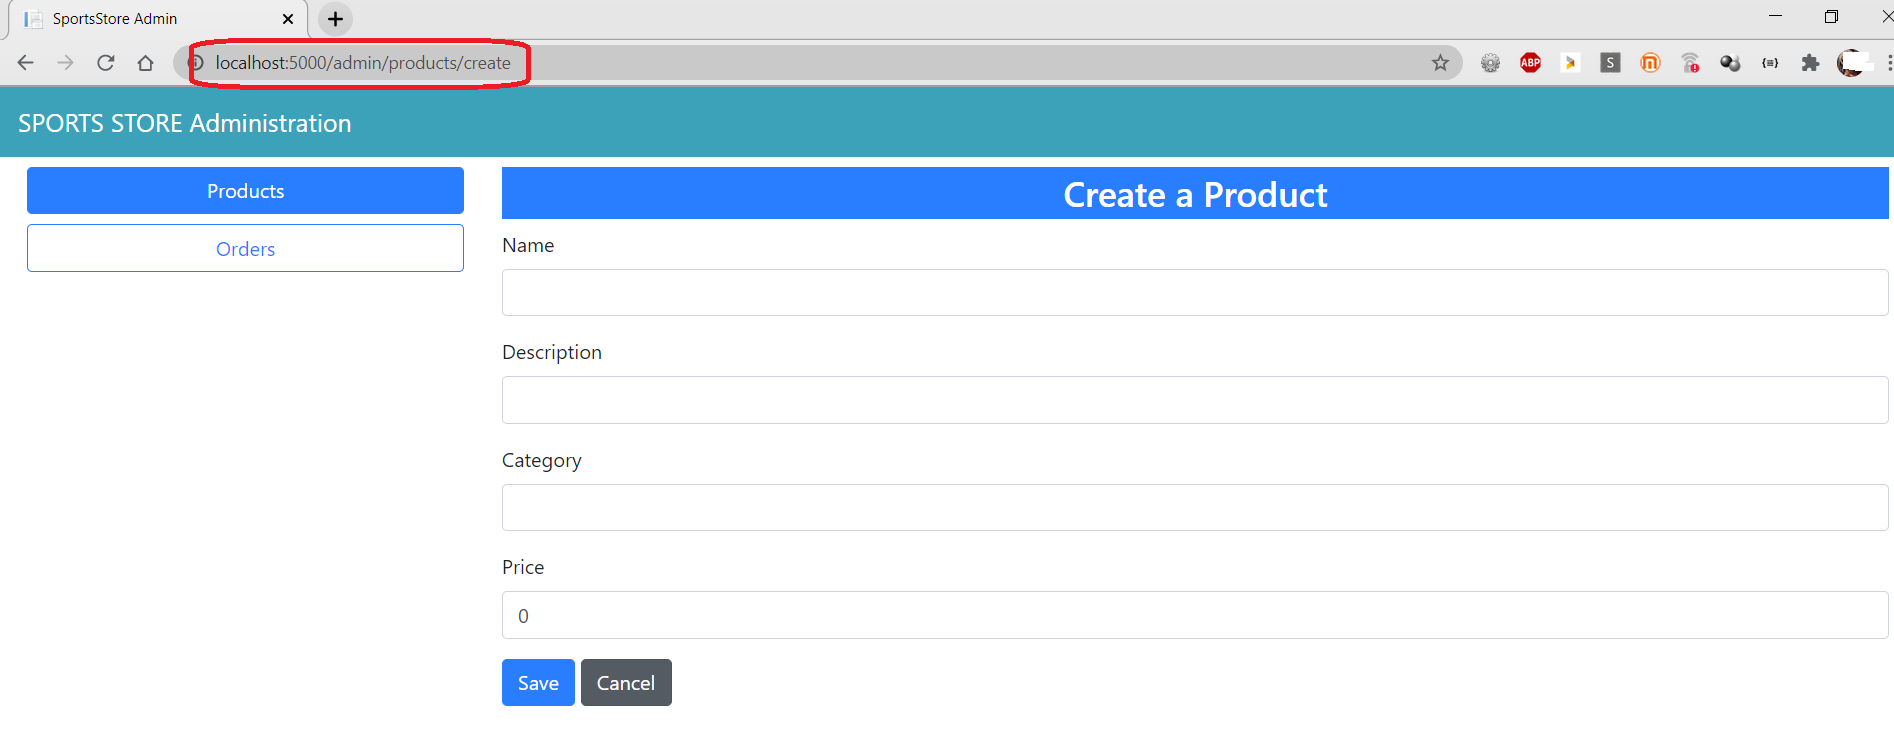 SportsStore Admin
localhost:5000/admin/products/create
ABP
S
SPORTS STORE Administration
Products
Orders
Create a Product
Name
Description
Category
Price
0
Save Cancel